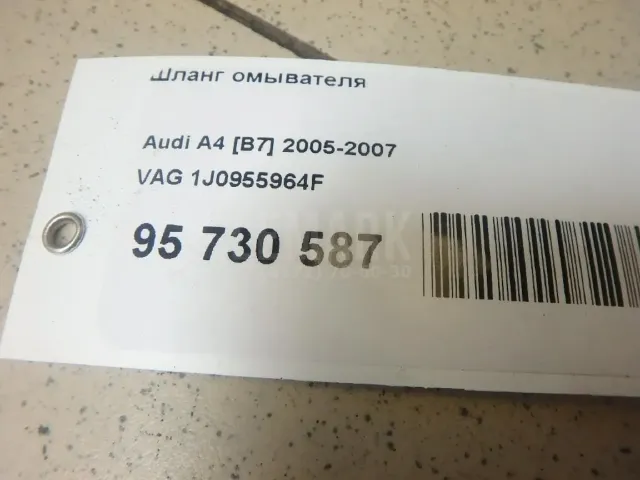 Шланг омывателя
Audi A4 [B7] 2005-2007
VAG 1J0955964F
95 730 587